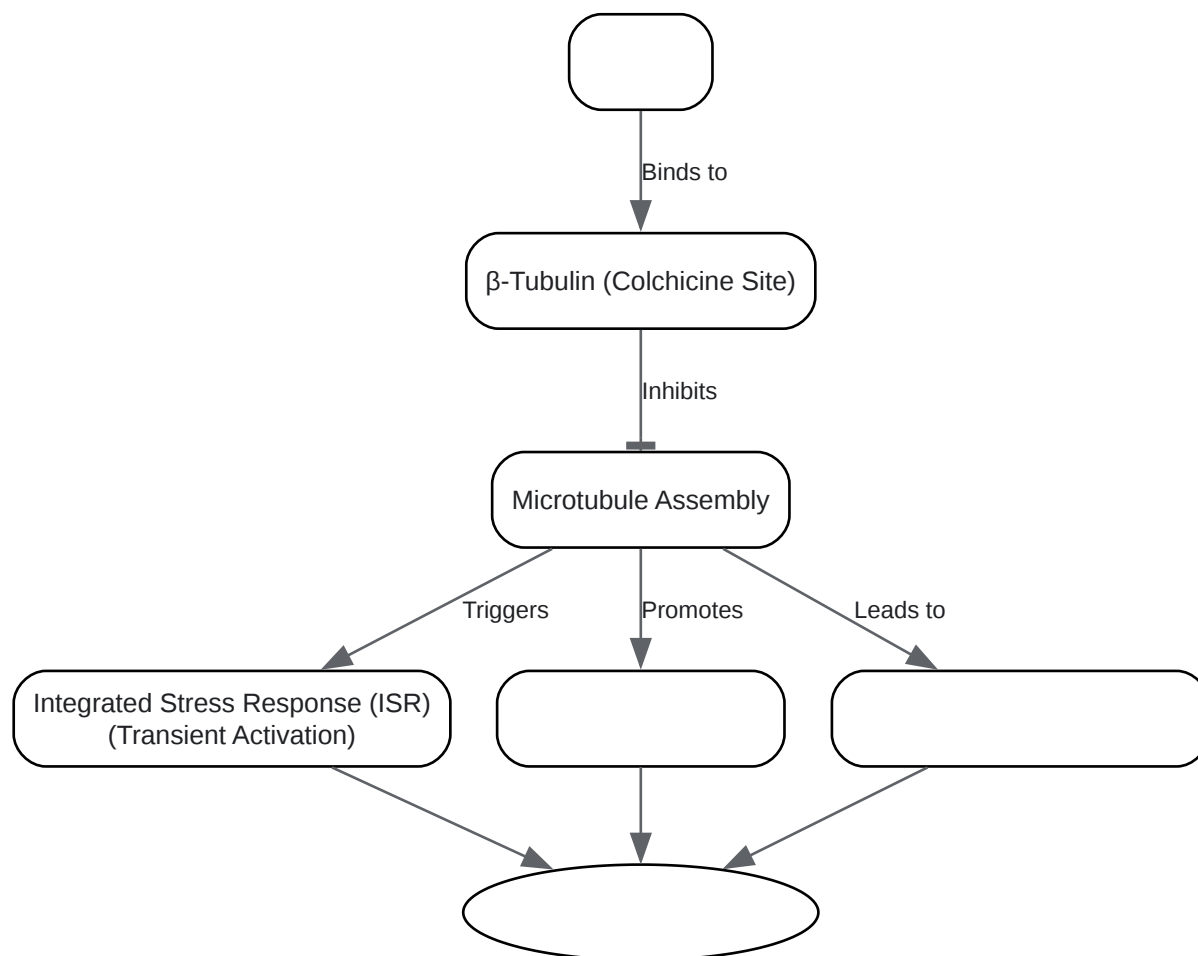 Binds to
β-Tubulin (Colchicine Site)
Inhibits
Microtubule Assembly
Triggers
Promotes
Leads to
Integrated Stress Response (ISR)
(Transient Activation)